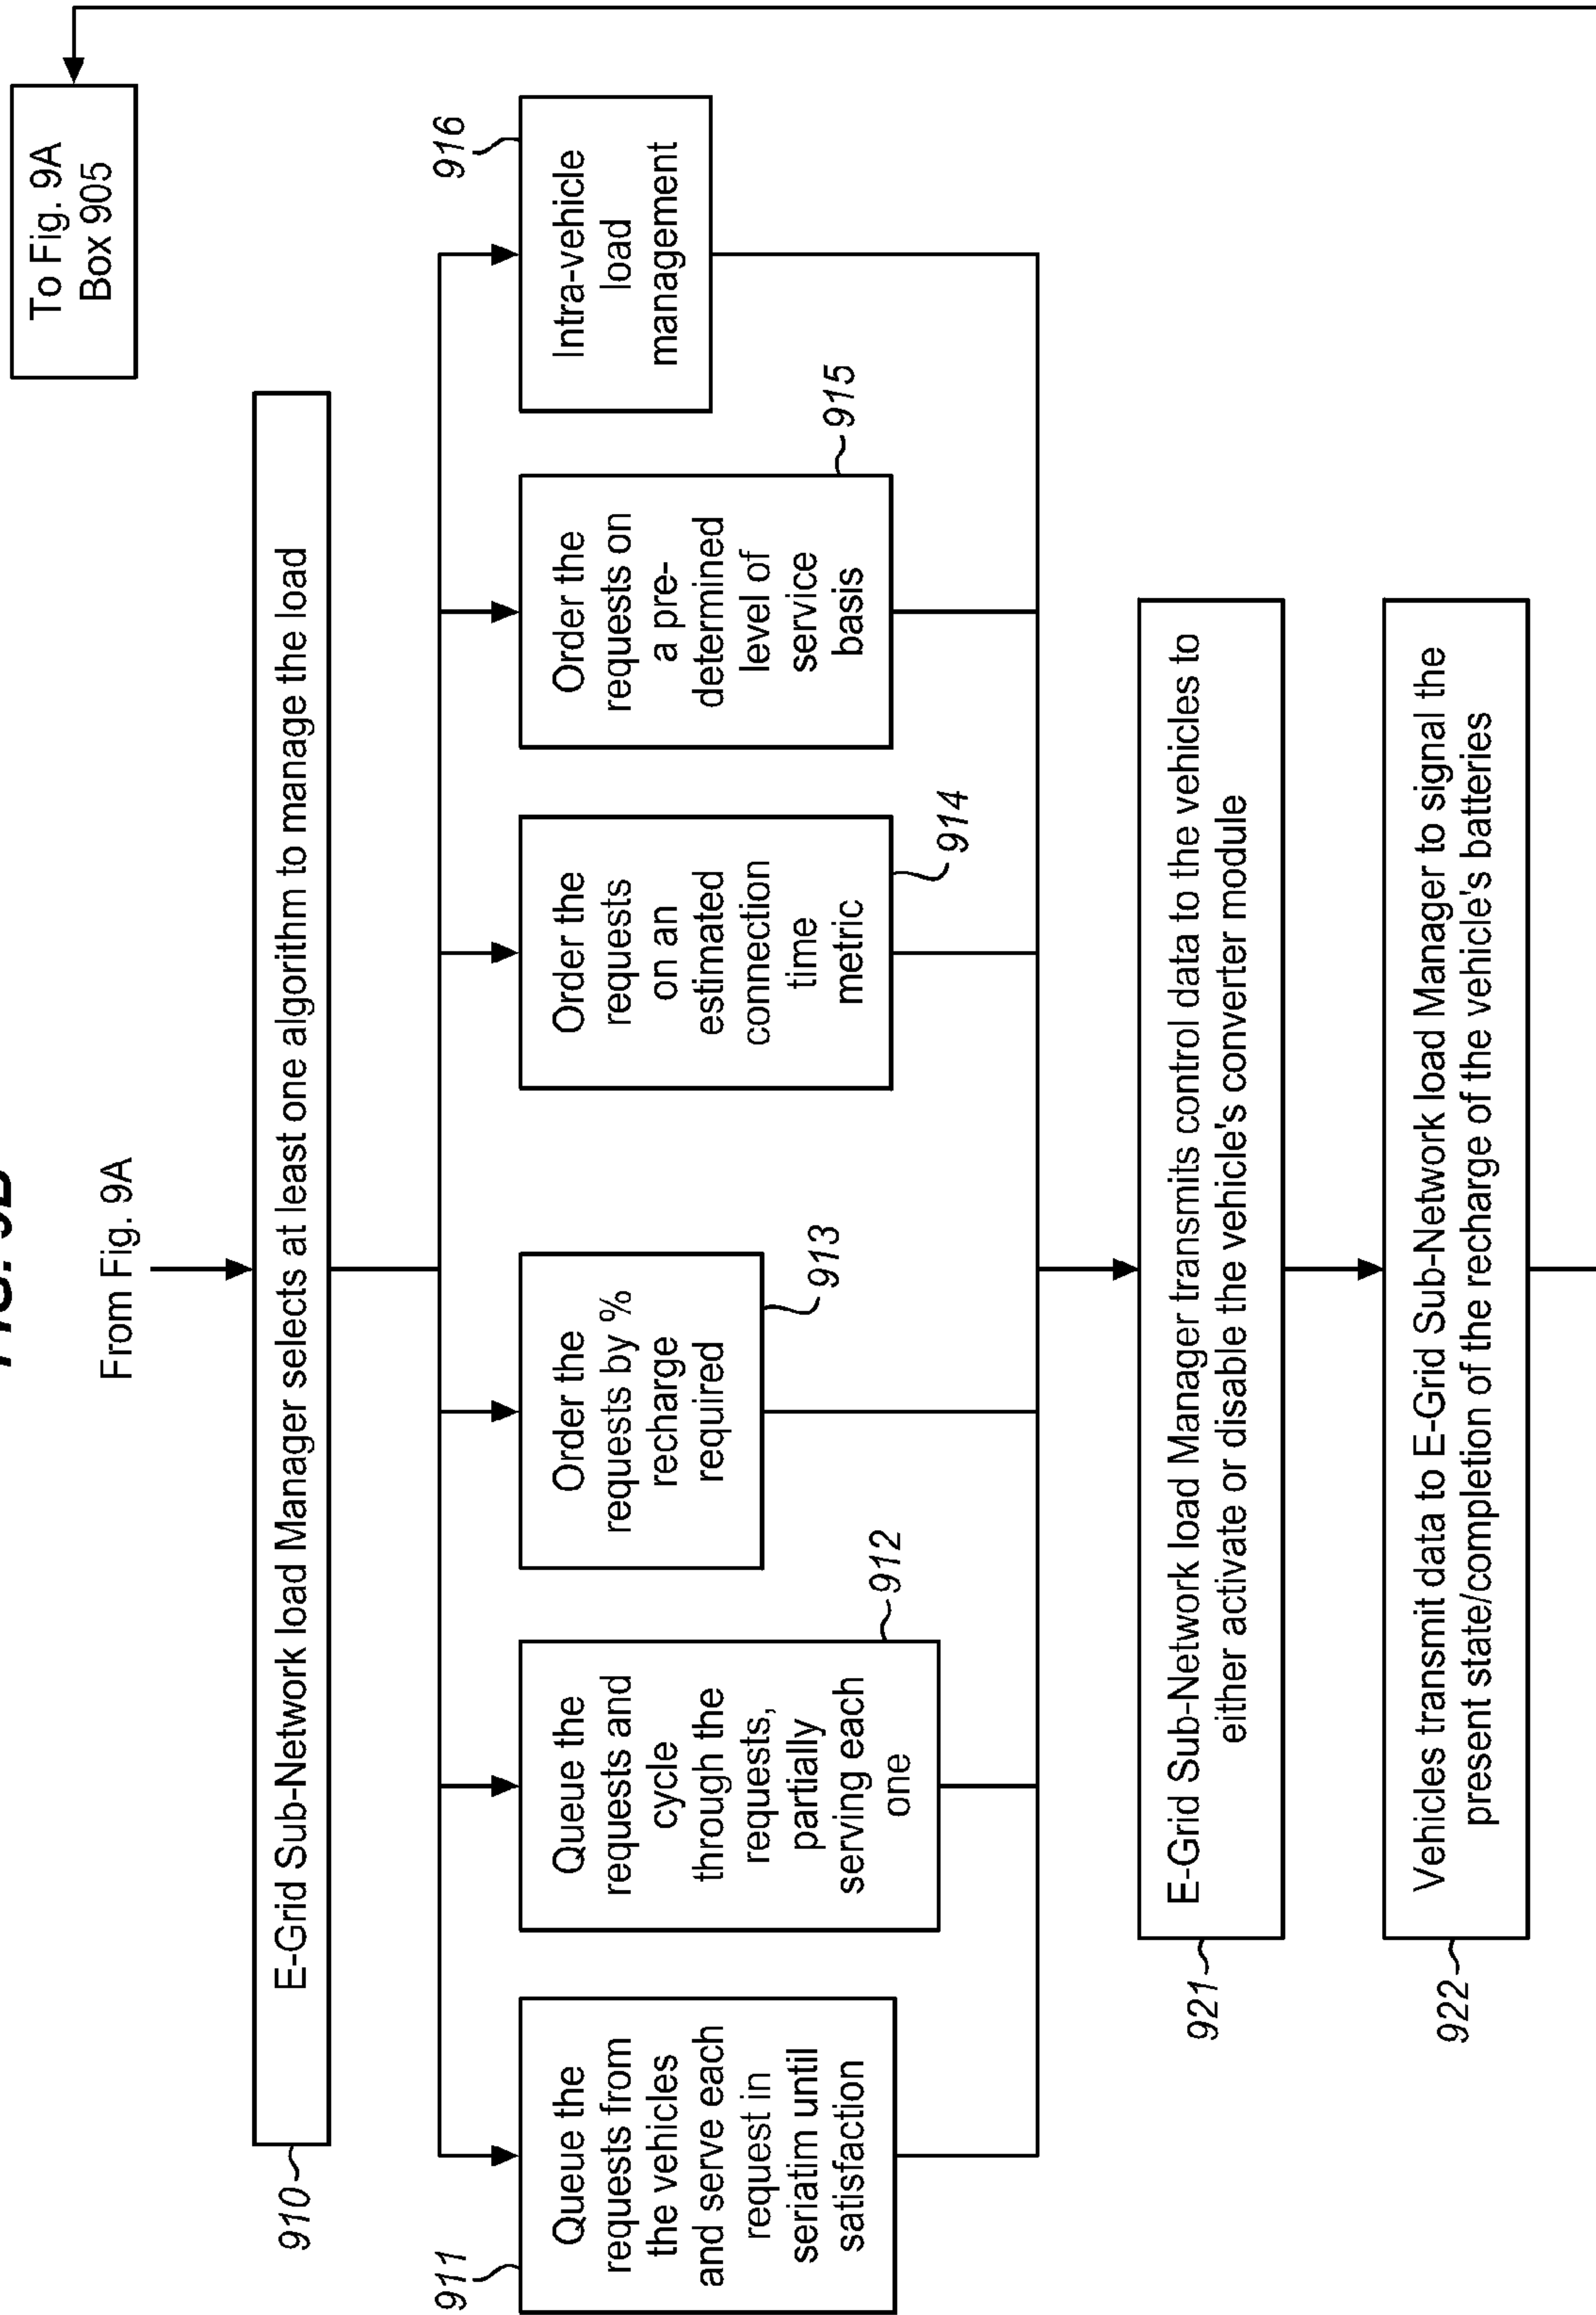 From Fig. 9A
To Fig. 9A
Box 905
910
E-Grid Sub-Network load Manager selects at least one algorithm to manage the load
911
Queue the
requests from
the vehicles
and serve each
request in
seriatim until
satisfaction
912
Queue the
requests and
cycle
through the
requests,
partially
serving each
one
913
Order the
requests by %
recharge
required
914
Order the
requests
on an
estimated
connection
time
metric
915
Order the
requests on
a pre-
determined
level of
service
basis
916
Intra-vehicle
load
management
921
E-Grid Sub-Network load Manager transmits control data to the vehicles to
either activate or disable the vehicle's converter module
922
Vehicles transmit data to E-Grid Sub-Network load Manager to signal the
present state/completion of the recharge of the vehicle's batteries